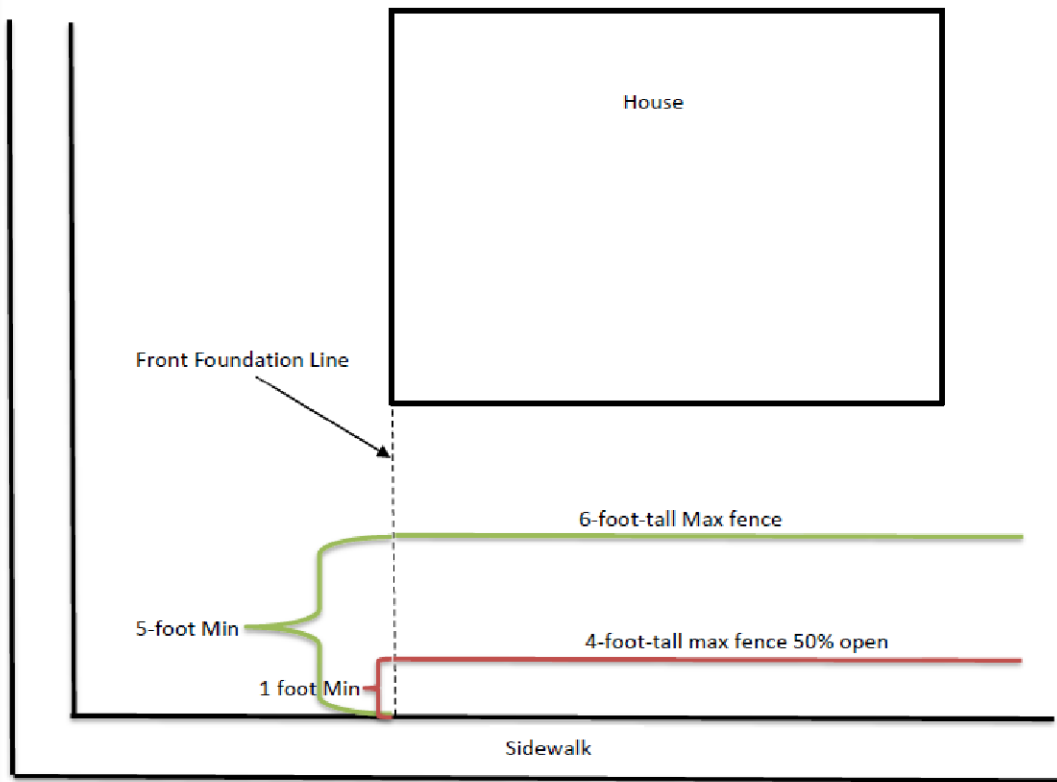 House
Front Foundation Line
6-foot-tall Max fence
5-foot Min
4-foot-tall max fence 50% open
1 foot Min
Sidewalk